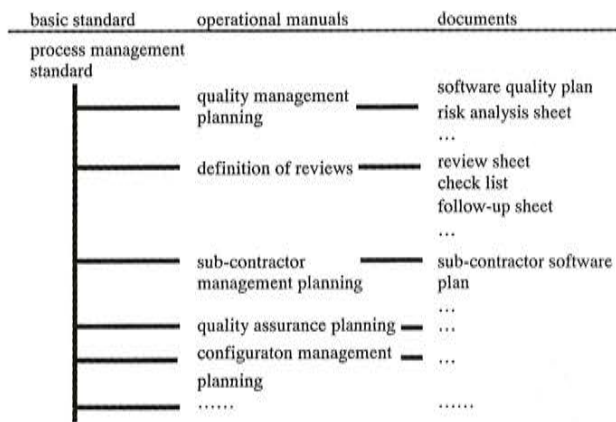 basic standard operational manuals documents
process management
standard
quality management software quality plan
planning risk analysis sheet
…
definition of reviews review sheet
check list
follow-up sheet
…
sub-contractor sub-contractor software
management planning plan
…
quality assurance planning …
configuraton management …
planning
…… ……